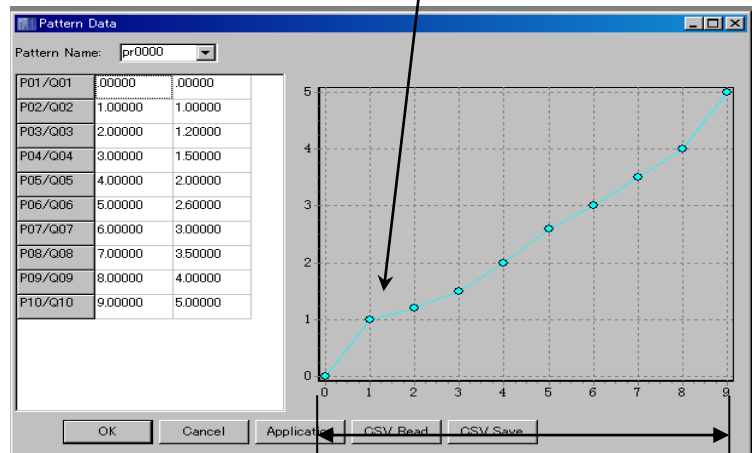 Pattern Data
Pattern Name: pr0000
P01/Q01 .00000 .00000
P02/Q02 1.00000 1.00000
P03/Q03 2.00000 1.20000
P04/Q04 3.00000 1.50000
P05/Q05 4.00000 2.00000
P06/Q06 5.00000 2.60000
P07/Q07 6.00000 3.00000
P08/Q08 7.00000 3.50000
P09/Q09 8.00000 4.00000
P10/Q10 9.00000 5.00000
5
4
3
2
1
0
0 1 2 3 4 5 6 7 8 9
OK Cancel Application CSV Read CSV Save